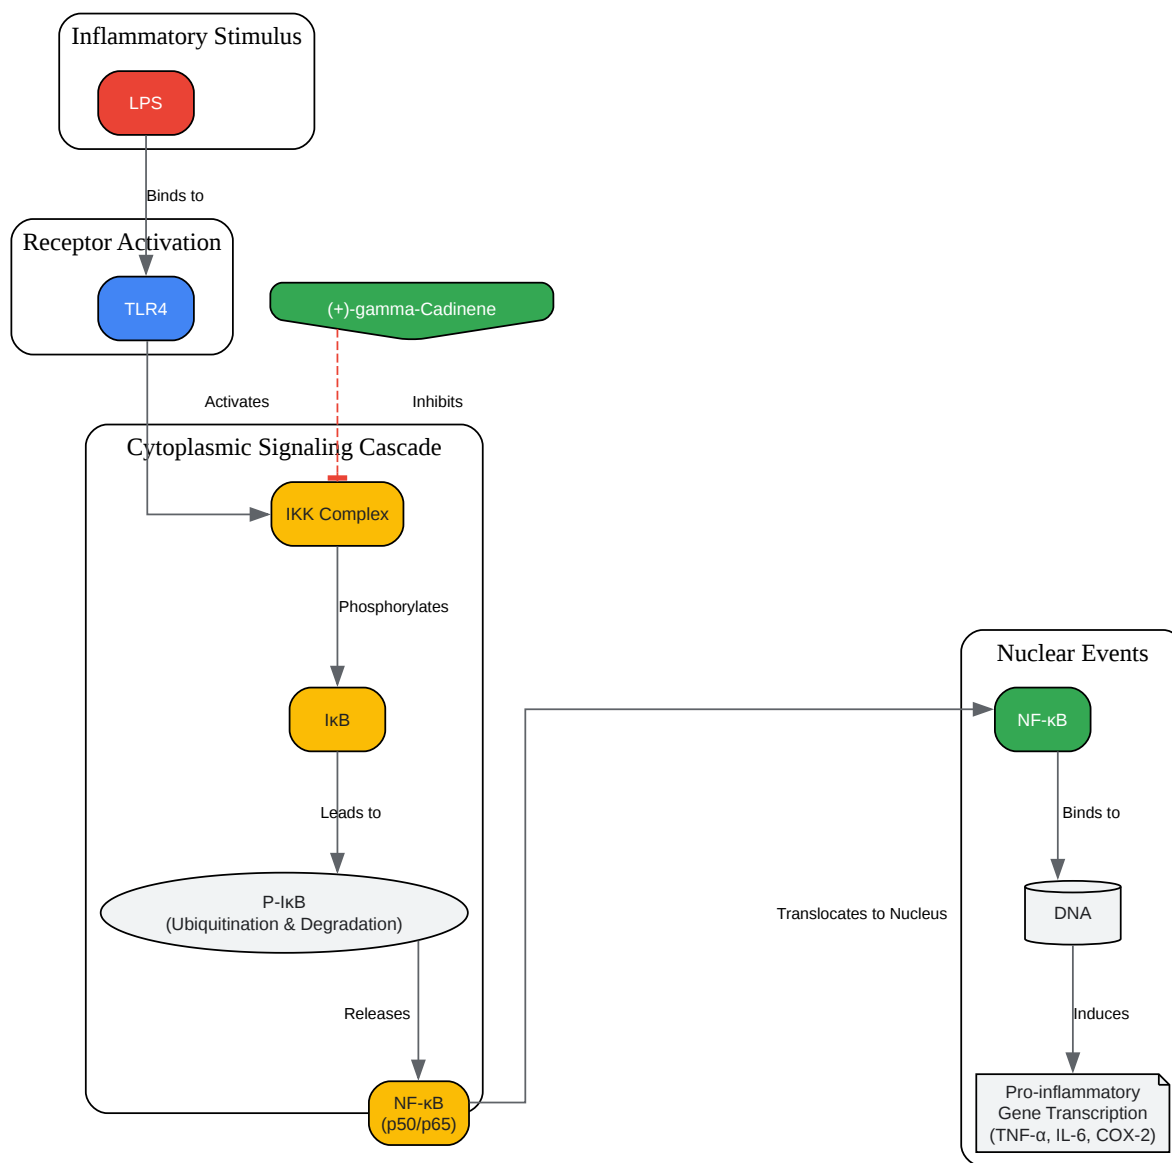 Inflammatory Stimulus
LPS
Binds to
Receptor Activation
TLR4
(+)-gamma-Cadinene
Activates
Inhibits
Cytoplasmic Signaling Cascade
IKK Complex
Phosphorylates
IκB
Leads to
P-IκB
(Ubiquitination & Degradation)
Releases
NF-κB
(p50/p65)
Translocates to Nucleus
Nuclear Events
NF-κB
Binds to
DNA
Induces
Pro-inflammatory
Gene Transcription
(TNF-α, IL-6, COX-2)